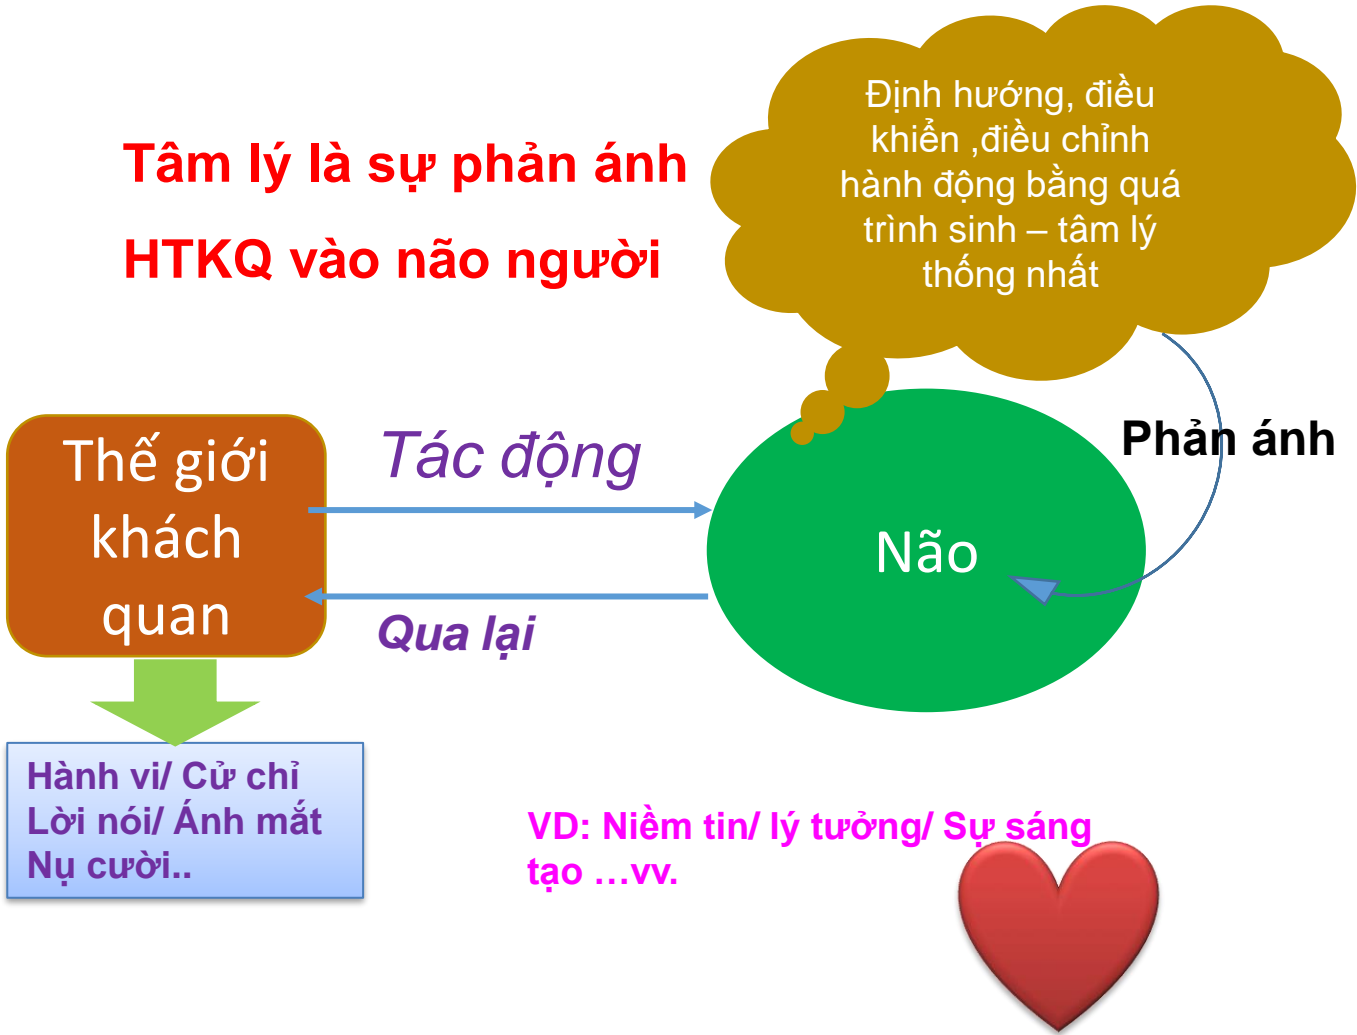 Định hướng, điều
khiển ,điều chỉnh
hành động bằng quá
trình sinh – tâm lý
thống nhất
Tâm lý là sự phản ánh
HTKQ vào não người
Thế giới
khách
quan
Tác động
Qua lại
Não
Phản ánh
Hành vi/ Cử chỉ
Lời nói/ Ánh mắt
Nụ cười..
VD: Niềm tin/ lý tưởng/ Sự sáng
tạo ...vv.